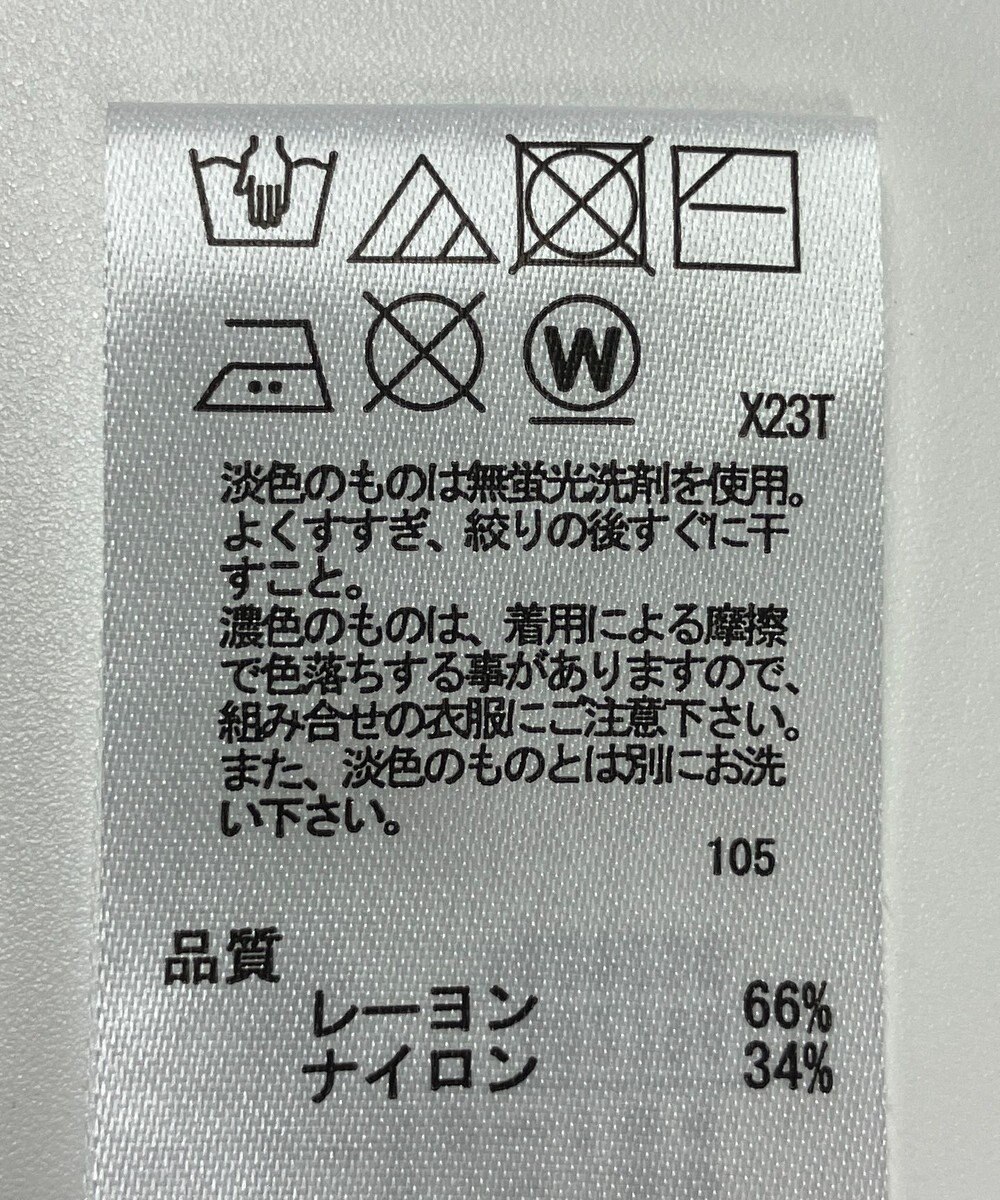 W
X23T
淡色のものは無蛍光洗剤を使用。
よくすすぎ、絞りの後すぐに干
すこと。
濃色のものは、着用による摩擦
で色落ちする事がありますので、
組み合せの衣服にご注意下さい。
また、淡色のものとは別にお洗
い下さい。
105
品質
レーヨン 66%
ナイロン 34%